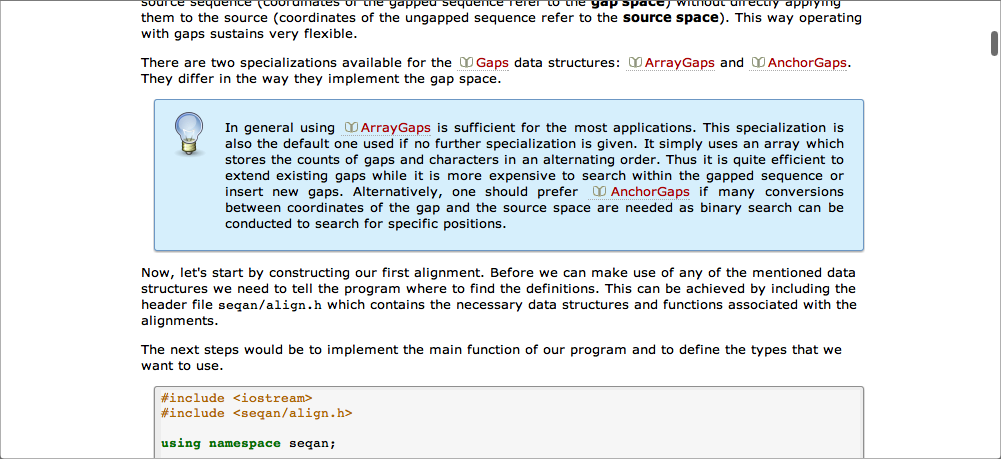 source sequence (coordinates of the gapped sequence refer to the gap space) without directly applying
them to the source (coordinates of the ungapped sequence refer to the source space). This way operating
with gaps sustains very flexible.
There are two specializations available for the Gaps data structures: ArrayGaps and AnchorGaps.
They differ in the way they implement the gap space.
In general using ArrayGaps is sufficient for the most applications. This specialization is
also the default one used if no further specialization is given. It simply uses an array which
stores the counts of gaps and characters in an alternating order. Thus it is quite efficient to
extend existing gaps while it is more expensive to search within the gapped sequence or
insert new gaps. Alternatively, one should prefer AnchorGaps if many conversions
between coordinates of the gap and the source space are needed as binary search can be
conducted to search for specific positions.
Now, let's start by constructing our first alignment. Before we can make use of any of the mentioned data
structures we need to tell the program where to find the definitions. This can be achieved by including the
header file seqan/align.h which contains the necessary data structures and functions associated with the
alignments.
The next steps would be to implement the main function of our program and to define the types that we
want to use.
#include <iostream>
#include <seqan/align.h>
using namespace seqan;